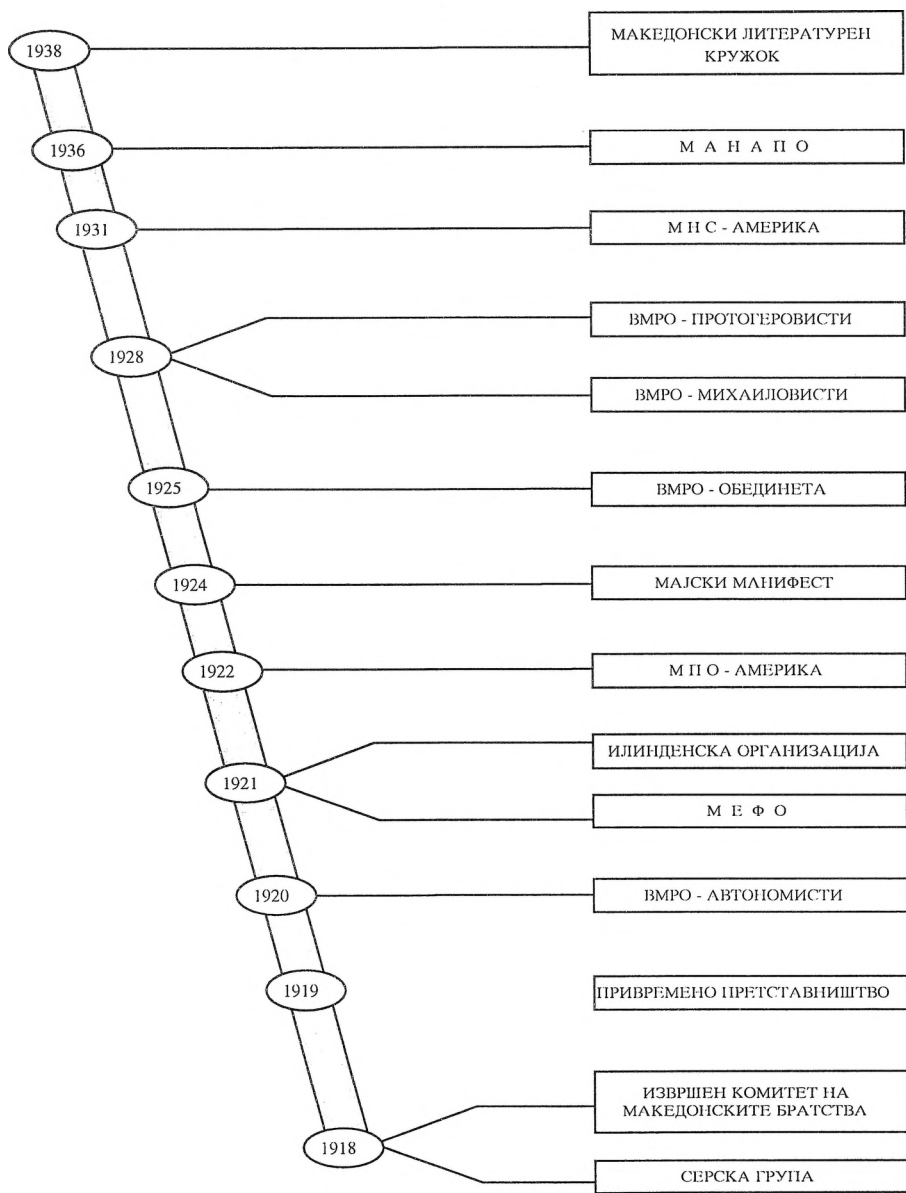 1938
МАКЕДОНСКИ ЛИТЕРАТУРЕН
КРУЖОК
1936
М А Н А П О
1931
М Н С - АМЕРИКА
1928
ВМРО - ПРОТОГЕРОВИСТИ
ВМРО - МИХАИЛОВИСТИ
1925
ВМРО - ОБЕДИНЕТА
1924
МАЈСКИ МАНИФЕСТ
1922
М П О - АМЕРИКА
1921
ИЛИНДЕНСКА ОРГАНИЗАЦИЈА
М Е Ф О
1920
ВМРО - АВТОНОМИСТИ
1919
ПРИВРЕМЕНО ПРЕТСТАВНИШТВО
1918
ИЗВРШЕН КОМИТЕТ НА
МАКЕДОНСКИТЕ БРАТСТВА
СЕРСКА ГРУПА